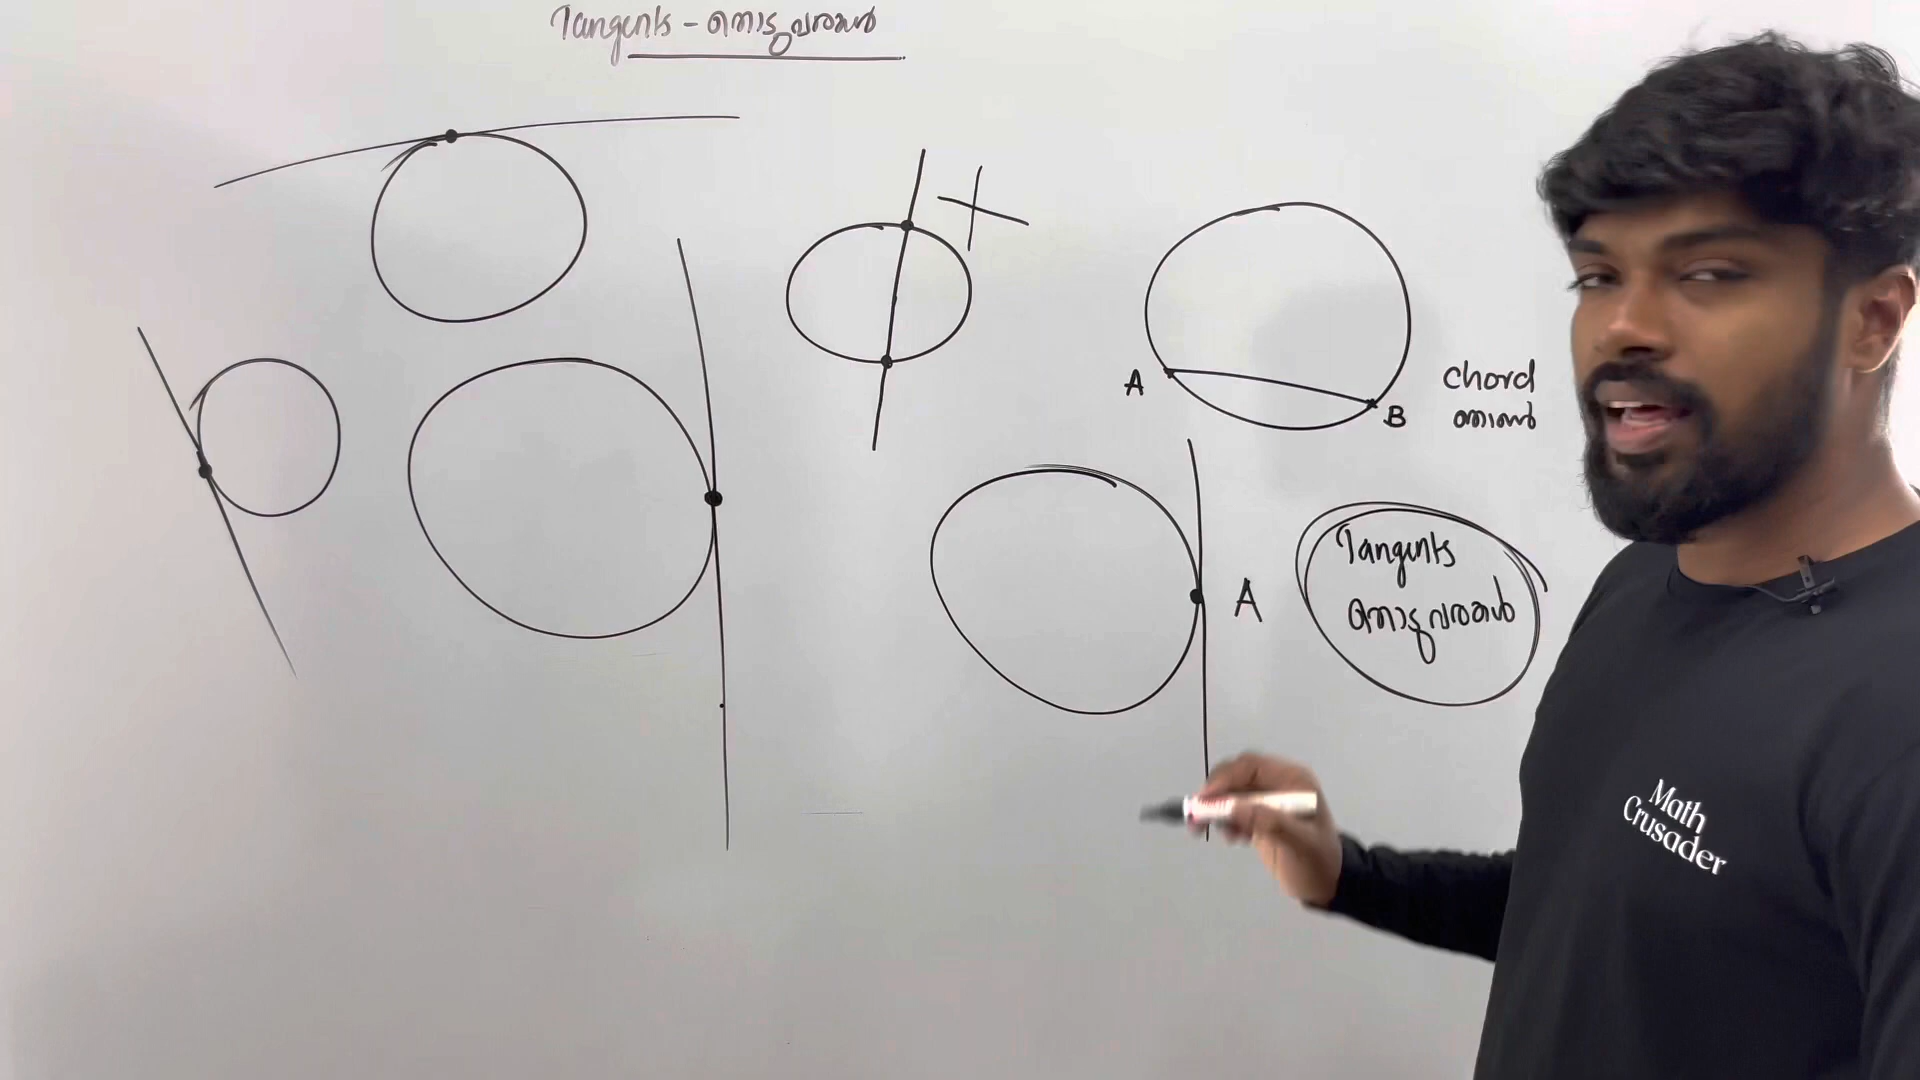 Tangents - തൊടുവരകൾ
A
B
chord
ഞാൺ
A
Tangents
തൊടുവരകൾ
Math
Crusader